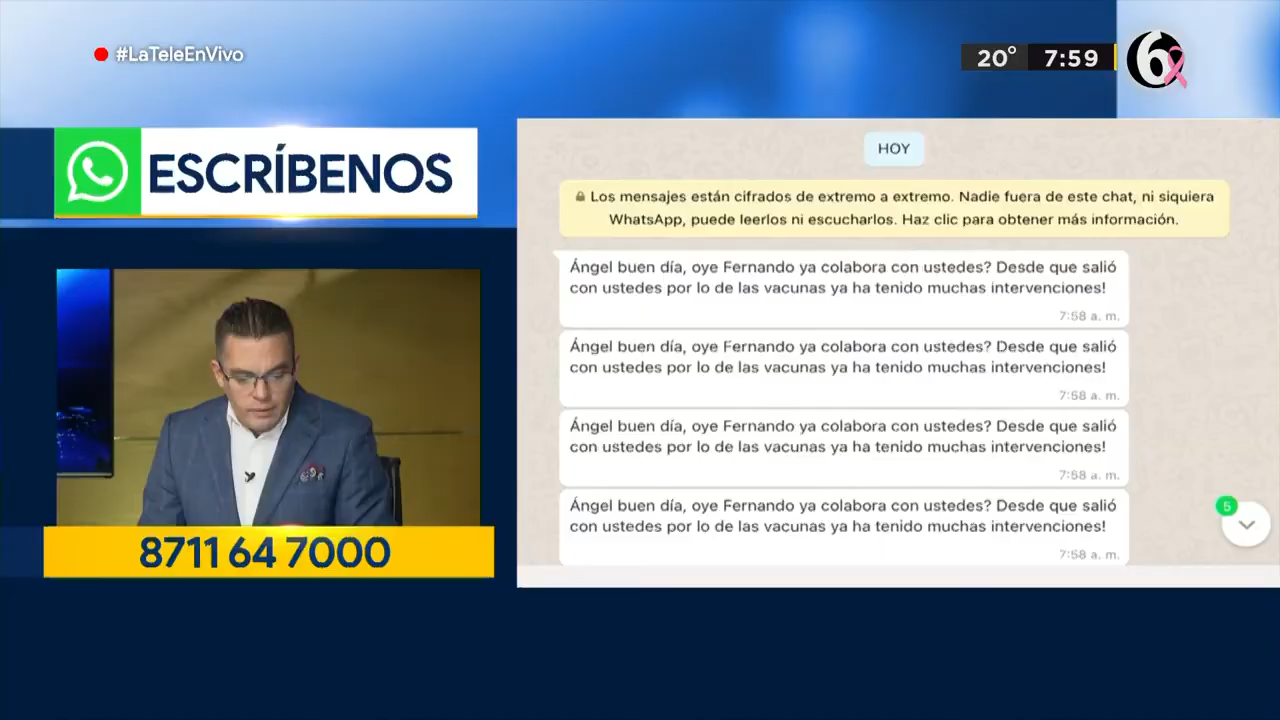 #LaTeleEnVivo
20° 7:59
6
ESCRÍBENOS
8711 64 7000
HOY
Los mensajes están cifrados de extremo a extremo. Nadie fuera de este chat, ni siquiera
WhatsApp, puede leerlos ni escucharlos. Haz clic para obtener más información.
Ángel buen día, oye Fernando ya colabora con ustedes? Desde que salió
con ustedes por lo de las vacunas ya ha tenido muchas intervenciones!
7:58 a. m.
Ángel buen día, oye Fernando ya colabora con ustedes? Desde que salió
con ustedes por lo de las vacunas ya ha tenido muchas intervenciones!
7:58 a. m.
Ángel buen día, oye Fernando ya colabora con ustedes? Desde que salió
con ustedes por lo de las vacunas ya ha tenido muchas intervenciones!
7:58 a. m.
Ángel buen día, oye Fernando ya colabora con ustedes? Desde que salió
con ustedes por lo de las vacunas ya ha tenido muchas intervenciones!
7:58 a. m.
5